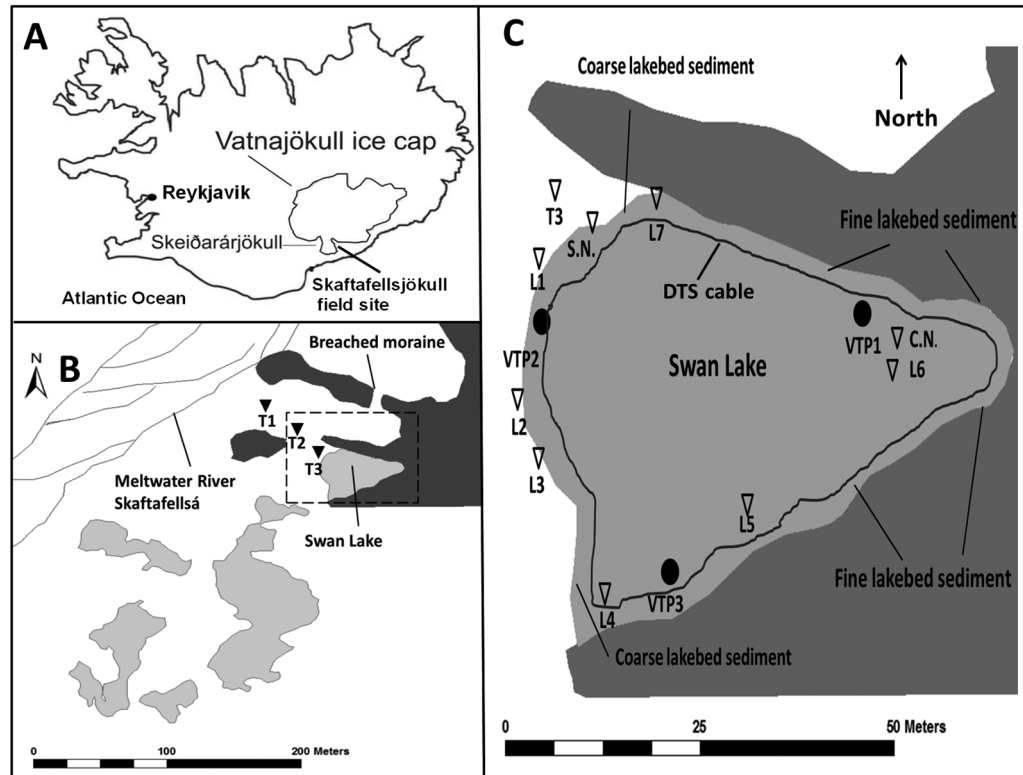 A
Vatnajökull ice cap
Reykjavik
Skeiðarárjökull
Skaftafellsjökull
field site
Atlantic Ocean
B
N
Breached moraine
T1
T2
T3
Meltwater River
Skaftafellsá
Swan Lake
0 100 200 Meters
C
Coarse lakebed sediment
North
T3
S.N.
L7
Fine lakebed sediment
L1
DTS cable
VTP2
VTP1
C.N.
Swan Lake
L6
L2
L3
L5
Fine lakebed sediment
L4
VTP3
Coarse lakebed sediment
0 25 50 Meters